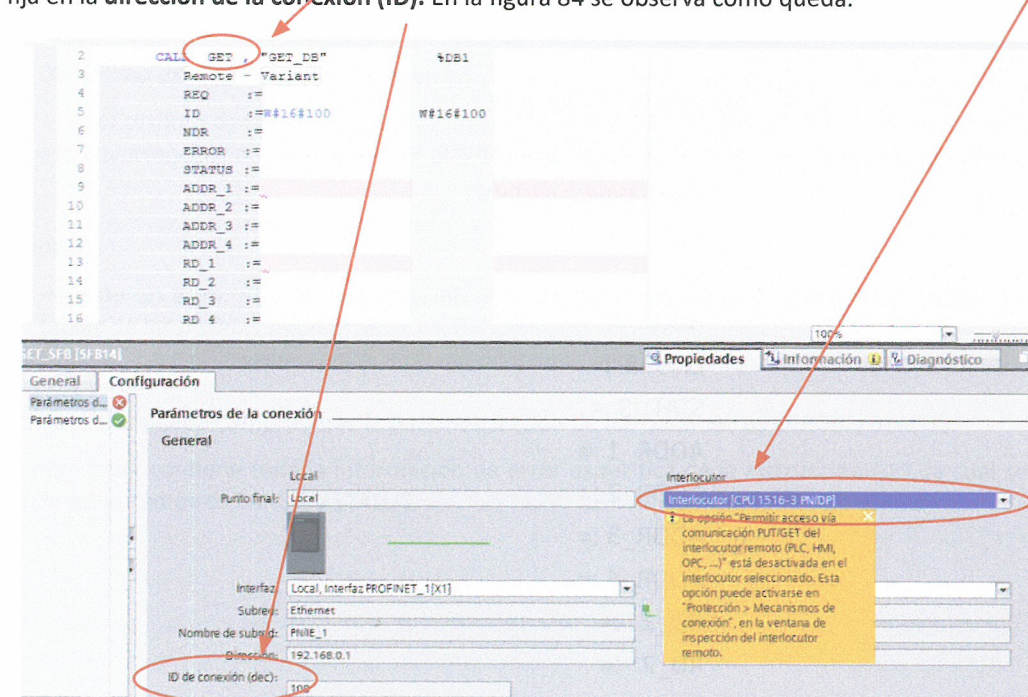 fija en la dirección de la conexión (ID). En la figura 84 se observa cómo queda.
2 CALL GET , "GET_DB" %DB1
3 Remote - Variant
4 REQ :=
5 ID :=W#16#100 W#16#100
6 NDR :=
7 ERROR :=
8 STATUS :=
9 ADDR_1 :=
10 ADDR_2 :=
11 ADDR_3 :=
12 ADDR_4 :=
13 RD_1 :=
14 RD_2 :=
15 RD_3 :=
16 RD_4 :=
100%
GET_SFB [SFB14]
Propiedades Información Diagnóstico
General Configuración
Parámetros d...
Parámetros d...
Parámetros de la conexión
General
Local Interlocutor
Punto final: Local Interlocutor [CPU 1516-3 PN/DP]
La opción "Permitir acceso vía
comunicación PUT/GET del
interlocutor remoto (PLC, HMI,
OPC, ...)" está desactivada en el
interlocutor seleccionado. Esta
opción puede activarse en
"Protección > Mecanismos de
conexión", en la ventana de
inspección del interlocutor
remoto.
Interfaz: Local, Interfaz PROFINET_1[X1]
Subred: Ethernet
Nombre de subred: PN/IE_1
Dirección: 192.168.0.1
ID de conexión (dec):
100